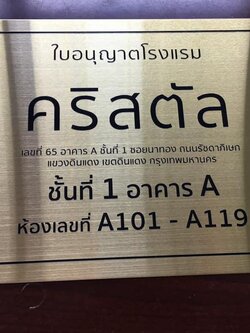 ใบอนุญาตโรงแรม
คริสตัล
เลขที่ 65 อาคาร A ชั้นที่ 1 ซอยนาทอง ถนนรัชดาภิเษก
แขวงดินแดง เขตดินแดง กรุงเทพมหานคร
ชั้นที่ 1 อาคาร A
ห้องเลขที่ A101 - A119